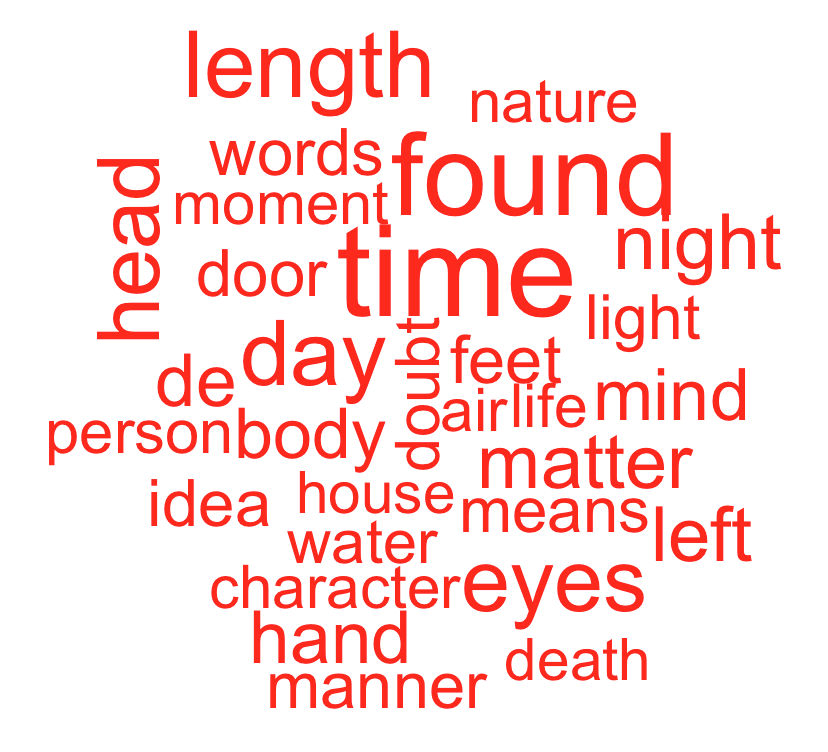 length
nature
words
found
head
moment
night
door
time
light
day
doubt
feet
de
mind
air
life
person
body
matter
idea
house
means
left
water
character
eyes
hand
death
manner